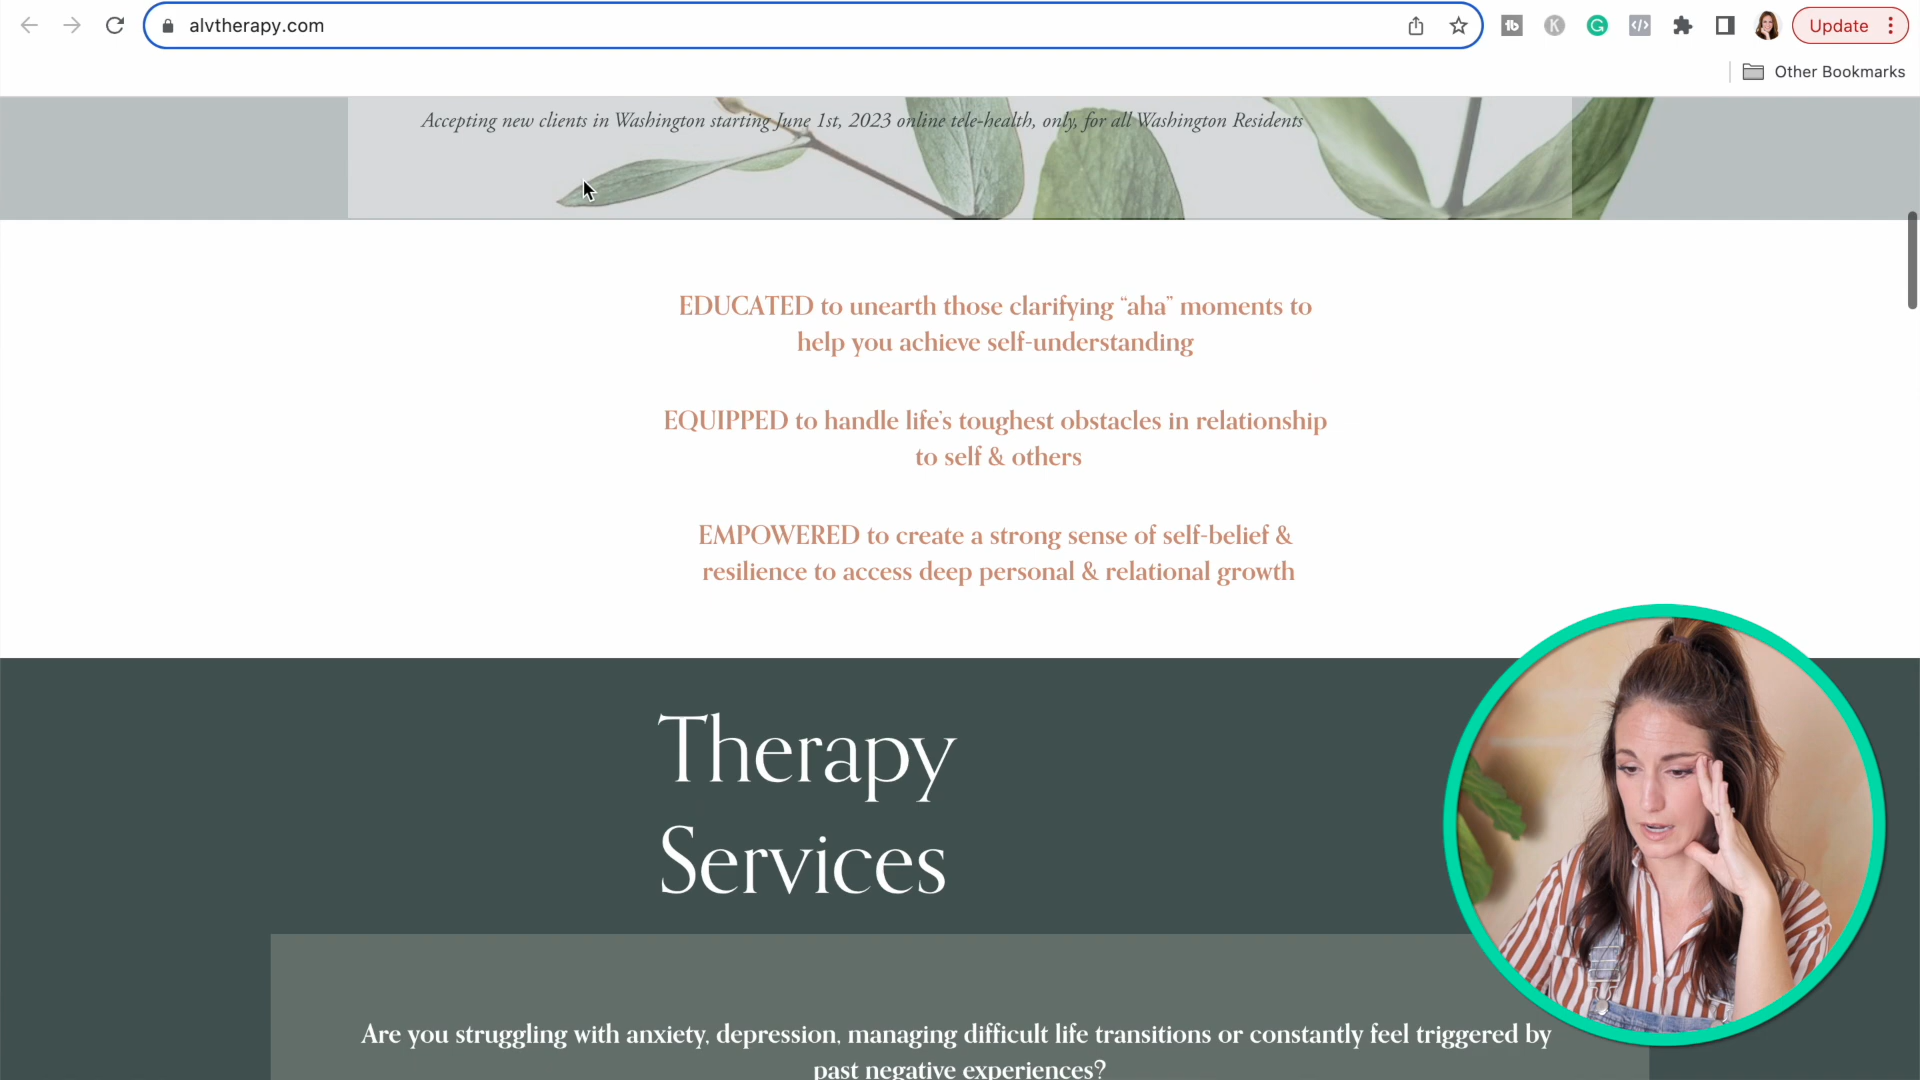 alvtherapy.com
Update
Other Bookmarks
Accepting new clients in Washington starting June 1st, 2023 online tele-health, only, for all Washington Residents
EDUCATED to unearth those clarifying “aha” moments to
help you achieve self-understanding
EQUIPPED to handle life's toughest obstacles in relationship
to self & others
EMPOWERED to create a strong sense of self-belief &
resilience to access deep personal & relational growth
Therapy
Services
Are you struggling with anxiety, depression, managing difficult life transitions or constantly feel triggered by
past negative experiences?